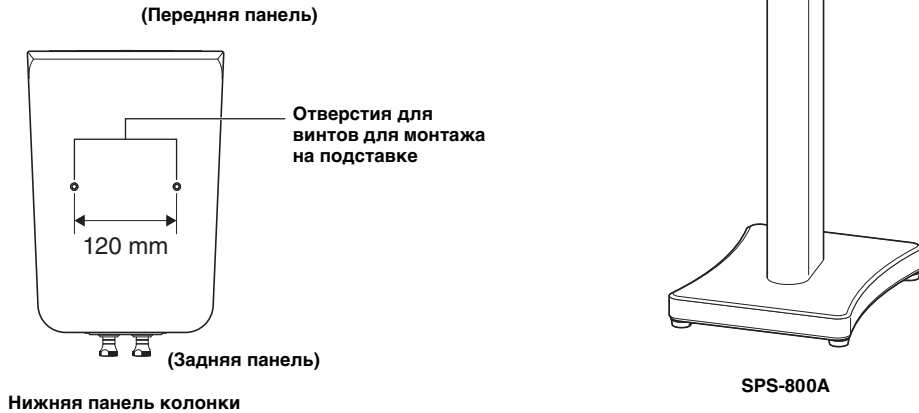 (Передняя панель)
Отверстия для
винтов для монтажа
на подставке
120 mm
(Задняя панель)
Нижняя панель колонки
SPS-800A